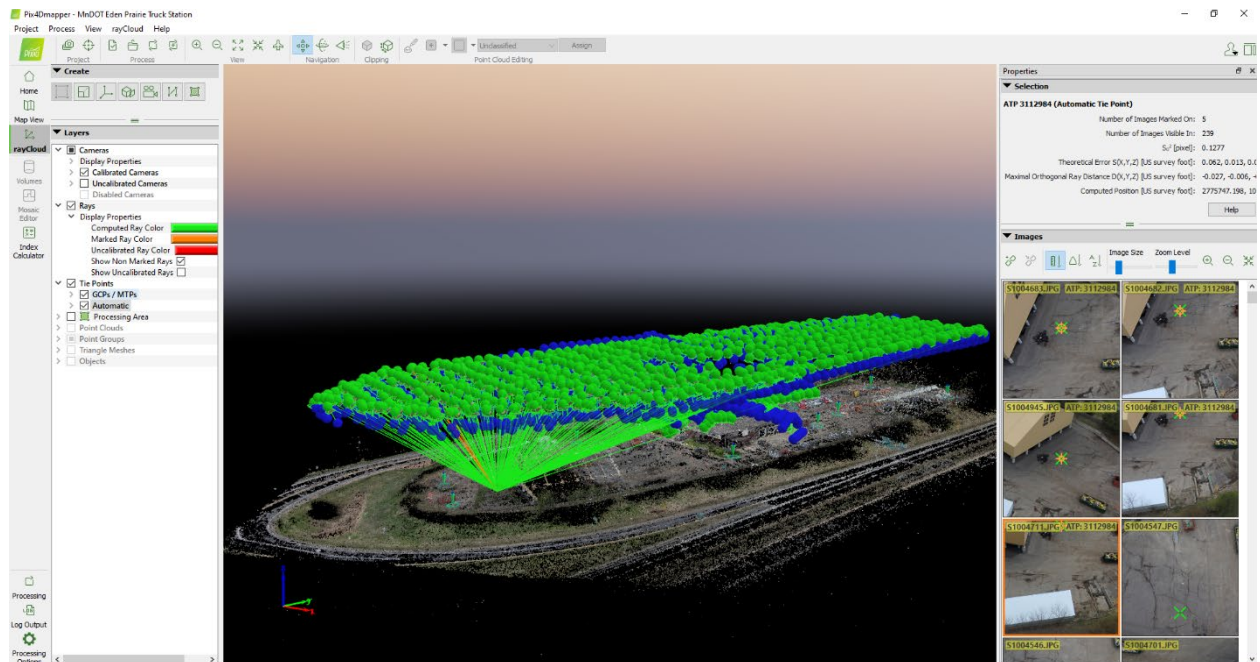 Pix4Dmapper - MnDOT Eden Prairie Truck Station
Project Process View rayCloud Help
Project Process View Navigation Clipping Point Cloud Editing
Unclassified Assign
Home
Map View
rayCloud
Volumes
Mosaic
Editor
Index
Calculator
Processing
Log Output
Processing
Options
Create
Layers
Cameras
Display Properties
Calibrated Cameras
Uncalibrated Cameras
Disabled Cameras
Rays
Display Properties
Computed Ray Color
Marked Ray Color
Uncalibrated Ray Color
Show Non Marked Rays
Show Uncalibrated Rays
Tie Points
GCPs / MTPs
Automatic
Processing Area
Point Clouds
Point Groups
Triangle Meshes
Objects
Properties
Selection
ATP 3112984 (Automatic Tie Point)
Number of Images Marked On: 5
Number of Images Visible In: 239
S₀² [pixel]: 0.1277
Theoretical Error S(X,Y,Z) [US survey foot]: 0.062, 0.013, 0.0
Maximal Orthogonal Ray Distance D(X,Y,Z) [US survey foot]: -0.027, -0.006, -
Computed Position [US survey foot]: 2775747.198, 10
Help
Images
Image Size Zoom Level
S1004683.JPG ATP: 3112984
S1004682.JPG ATP: 3112984
S1004945.JPG ATP: 3112984
S1004681.JPG ATP: 3112984
S1004711.JPG ATP: 3112984
S1004547.JPG
S1004546.JPG
S1004701.JPG